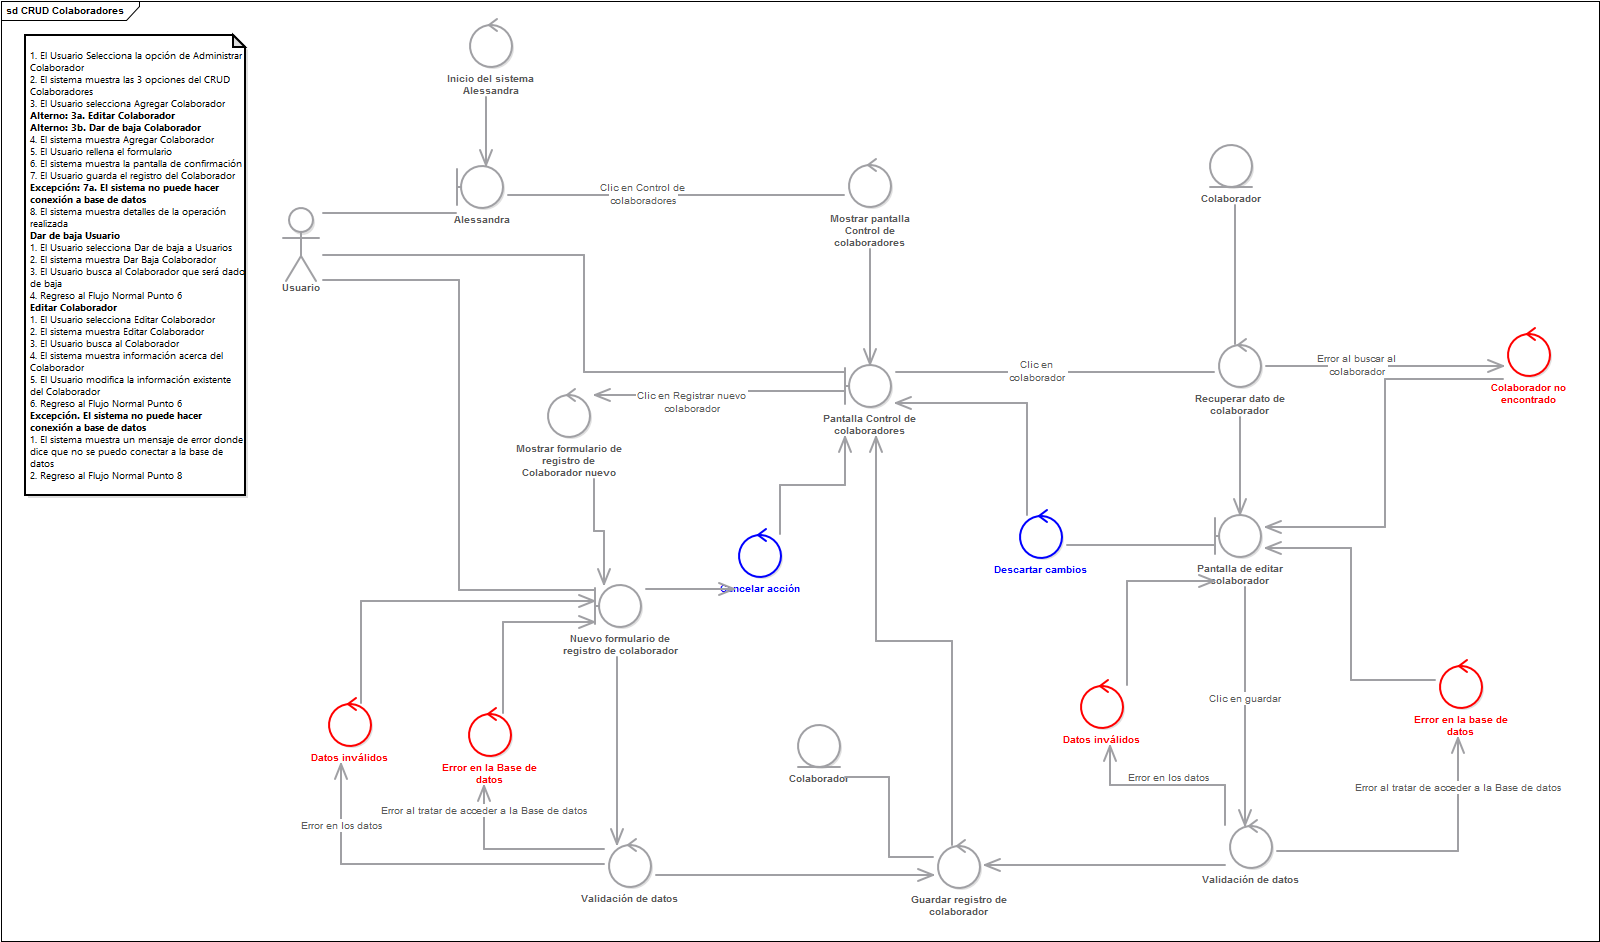 sd CRUD Colaboradores
1. El Usuario Selecciona la opción de Administrar
Colaborador
2. El sistema muestra las 3 opciones del CRUD
Colaboradores
3. El Usuario selecciona Agregar Colaborador
Alterno: 3a. Editar Colaborador
Alterno: 3b. Dar de baja Colaborador
4. El sistema muestra Agregar Colaborador
5. El Usuario rellena el formulario
6. El sistema muestra la pantalla de confirmación
7. El Usuario guarda el registro del Colaborador
Excepción: 7a. El sistema no puede hacer
conexión a base de datos
8. El sistema muestra detalles de la operación
realizada
Dar de baja Usuario
1. El Usuario selecciona Dar de baja a Usuarios
2. El sistema muestra Dar Baja Colaborador
3. El Usuario busca al Colaborador que será dado
de baja
4. Regreso al Flujo Normal Punto 6
Editar Colaborador
1. El Usuario selecciona Editar Colaborador
2. El sistema muestra Editar Colaborador
3. El Usuario busca al Colaborador
4. El sistema muestra información acerca del
Colaborador
5. El Usuario modifica la información existente
del Colaborador
6. Regreso al Flujo Normal Punto 6
Excepción. El sistema no puede hacer
conexión a base de datos
1. El sistema muestra un mensaje de error donde
dice que no se puedo conectar a la base de
datos
2. Regreso al Flujo Normal Punto 8
Inicio del sistema
Alessandra
Alessandra
Clic en Control de
colaboradores
Mostrar pantalla
Control de
colaboradores
Colaborador
Usuario
Clic en Registrar nuevo
colaborador
Pantalla Control de
colaboradores
Clic en
colaborador
Recuperar dato de
colaborador
Error al buscar al
colaborador
Colaborador no
encontrado
Mostrar formulario de
registro de
Colaborador nuevo
Cancelar acción
Descartar cambios
Pantalla de editar
colaborador
Nuevo formulario de
registro de colaborador
Datos inválidos
Error en la Base de
datos
Error en los datos
Error al tratar de acceder a la Base de datos
Validación de datos
Colaborador
Guardar registro de
colaborador
Datos inválidos
Clic en guardar
Error en la base de
datos
Error en los datos
Error al tratar de acceder a la Base de datos
Validación de datos